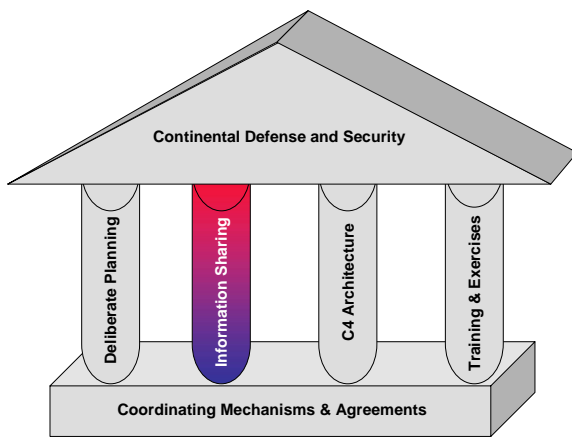 Continental Defense and Security
Deliberate Planning
Information Sharing
C4 Architecture
Training & Exercises
Coordinating Mechanisms & Agreements